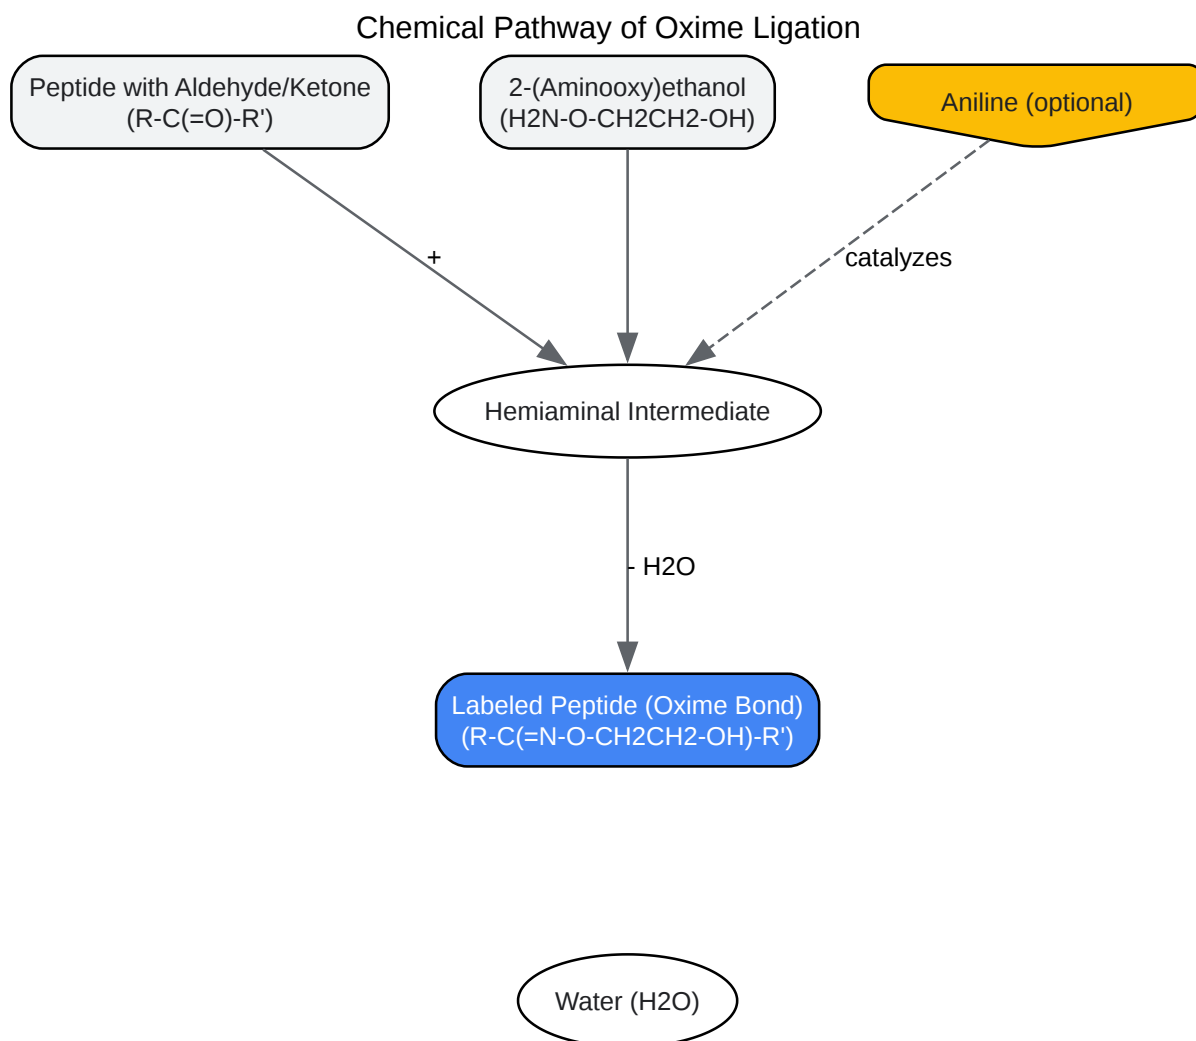 Chemical Pathway of Oxime Ligation
Peptide with Aldehyde/Ketone
(R-C(=O)-R')
2-(Aminooxy)ethanol
(H2N-O-CH2CH2-OH)
Aniline (optional)
+
catalyzes
Hemiaminal Intermediate
- H2O
Labeled Peptide (Oxime Bond)
(R-C(=N-O-CH2CH2-OH)-R')
Water (H2O)